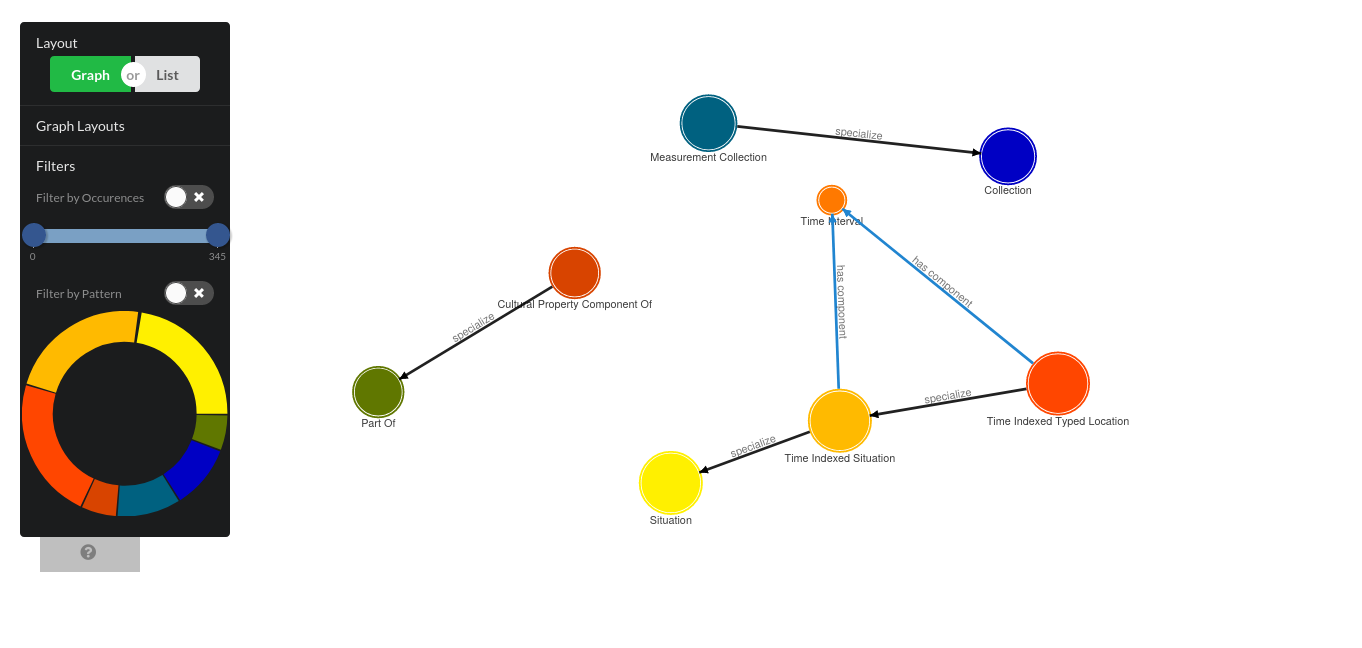 Layout
Graph
or
List
Graph Layouts
Filters
Filter by Occurences
0
345
Filter by Pattern
?
specialize
Measurement Collection
Collection
Time Interval
has component
has component
Cultural Property Component Of
specialize
Part Of
specialize
Time Indexed Typed Location
specialize
Time Indexed Situation
Situation